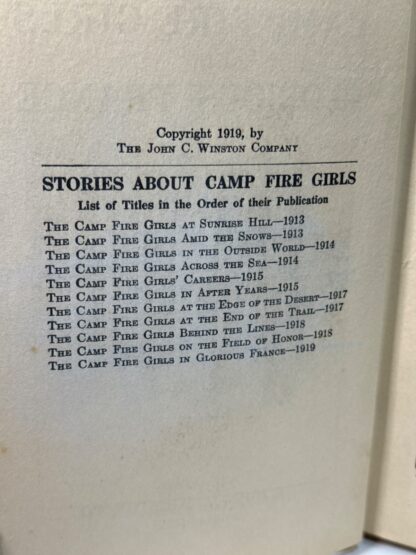 Copyright 1919, by
THE JOHN C. WINSTON COMPANY
STORIES ABOUT CAMP FIRE GIRLS
List of Titles in the Order of their Publication
THE CAMP FIRE GIRLS AT SUNRISE HILL—1913
THE CAMP FIRE GIRLS AMID THE SNOWS—1913
THE CAMP FIRE GIRLS IN THE OUTSIDE WORLD—1914
THE CAMP FIRE GIRLS ACROSS THE SEA—1914
THE CAMP FIRE GIRLS' CAREERS—1915
THE CAMP FIRE GIRLS IN AFTER YEARS—1915
THE CAMP FIRE GIRLS AT THE EDGE OF THE DESERT—1917
THE CAMP FIRE GIRLS AT THE END OF THE TRAIL—1917
THE CAMP FIRE GIRLS BEHIND THE LINES—1918
THE CAMP FIRE GIRLS ON THE FIELD OF HONOR—1918
THE CAMP FIRE GIRLS IN GLORIOUS FRANCE—1919